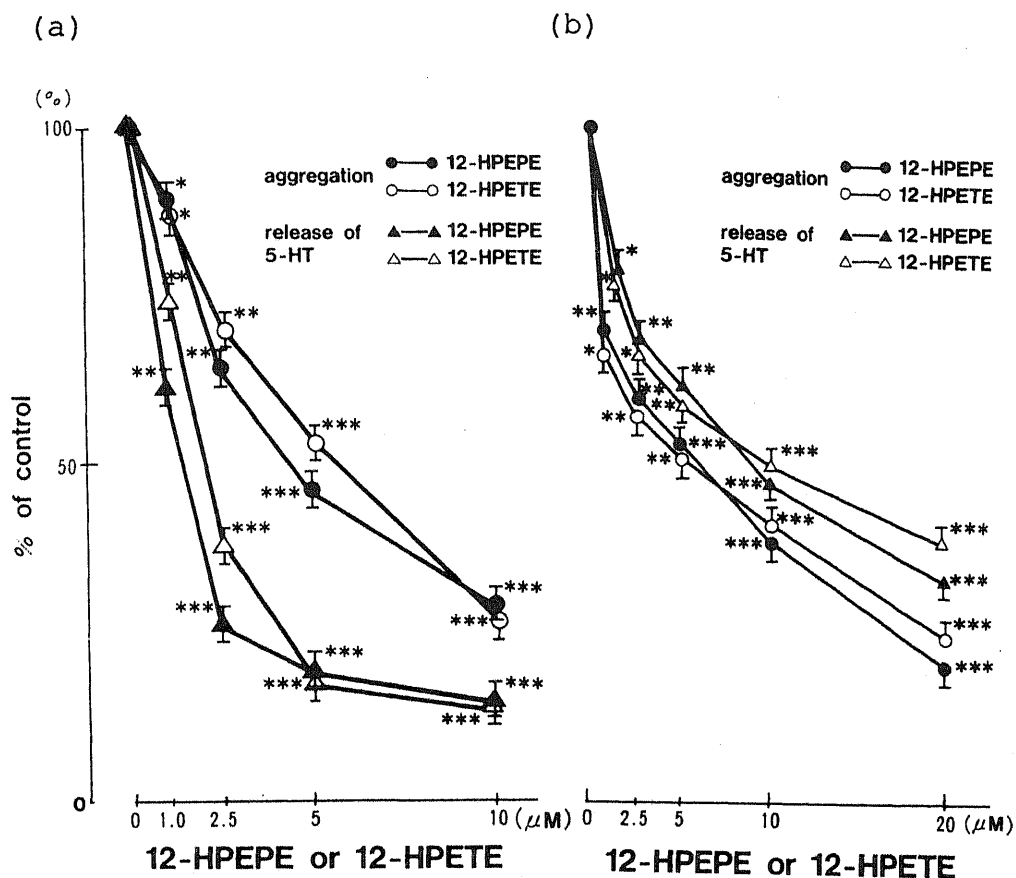 (a)
(%)
100
50
0
% of control
aggregation
12-HPEPE
12-HPETE
release of
5-HT
12-HPEPE
12-HPETE
*
*
**
**
**
**
***
***
***
***
***
***
***
***
***
***
0 1.0 2.5 5 10 (μM)
12-HPEPE or 12-HPETE
(b)
aggregation
12-HPEPE
12-HPETE
release of
5-HT
12-HPEPE
12-HPETE
*
*
**
*
**
*
**
**
**
**
***
**
***
***
***
***
***
***
***
***
0 2.5 5 10 20 (μM)
12-HPEPE or 12-HPETE